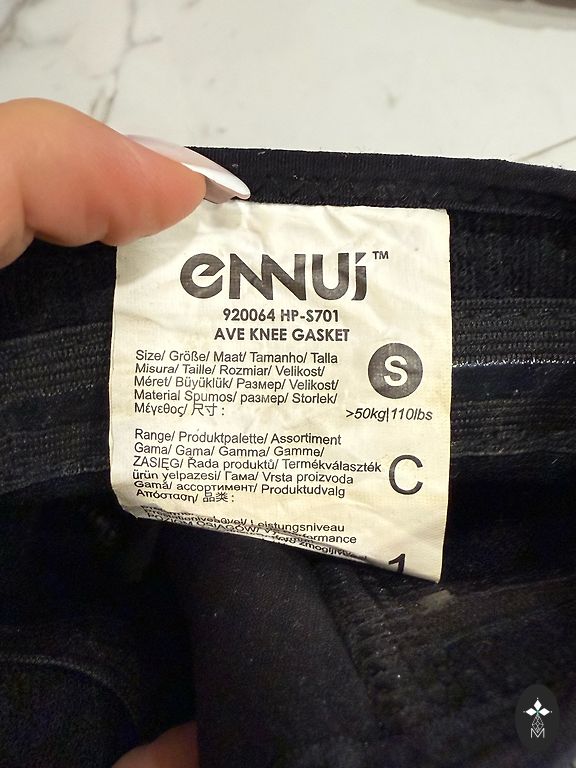 ennui™
920064 HP-S701
AVE KNEE GASKET
Size/ Größe/ Maat/ Tamanho/ Talla
Misura/ Taille/ Rozmiar/ Velikost/
Méret/ Büyüklük/ Размер/ Velikost/
Material Spumos/ размер/ Storlek/
Μέγεθος/ 尺寸 :
S
>50kg|110lbs
Range/ Produktpalette/ Assortiment
Gama/ Gama/ Gamma/ Gamme/
ZASIĘG/ Řada produktů/ Termékválaszték
ürün yelpazesi/ Гама/ Vrsta proizvoda
Gamă/ ассортимент/ Produktudvalg
Απόσταση/ 品类 :
C
Leistungsniveau
1
M